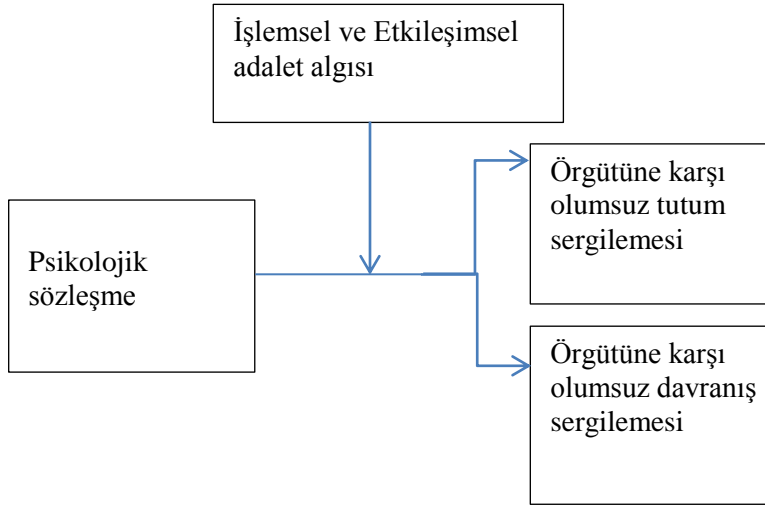 İşlemsel ve Etkileşimsel
adalet algısı
Örgütüne karşı
olumsuz tutum
sergilemesi
Psikolojik
sözleşme
Örgütüne karşı
olumsuz davranış
sergilemesi